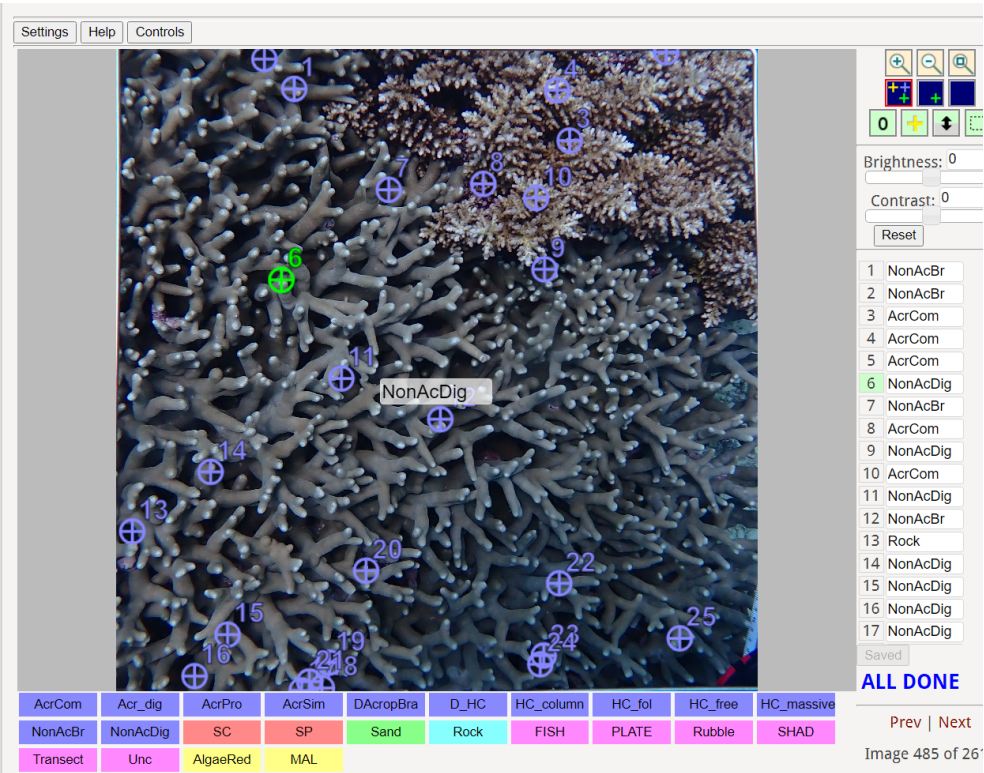 Settings Help Controls
1
4
3
7
8
10
9
6
11
NonAcDig
14
13
20
22
15
16
19
21
18
23
24
25
0
Brightness: 0
Contrast: 0
Reset
1 NonAcBr
2 NonAcBr
3 AcrCom
4 AcrCom
5 AcrCom
6 NonAcDig
7 NonAcBr
8 AcrCom
9 NonAcDig
10 AcrCom
11 NonAcDig
12 NonAcBr
13 Rock
14 NonAcDig
15 NonAcDig
16 NonAcDig
17 NonAcDig
Saved
ALL DONE
Prev | Next
Image 485 of 261
AcrCom Acr_dig AcrPro AcrSim DAcropBra D_HC HC_column HC_fol HC_free HC_massive
NonAcBr NonAcDig SC SP Sand Rock FISH PLATE Rubble SHAD
Transect Unc AlgaeRed MAL